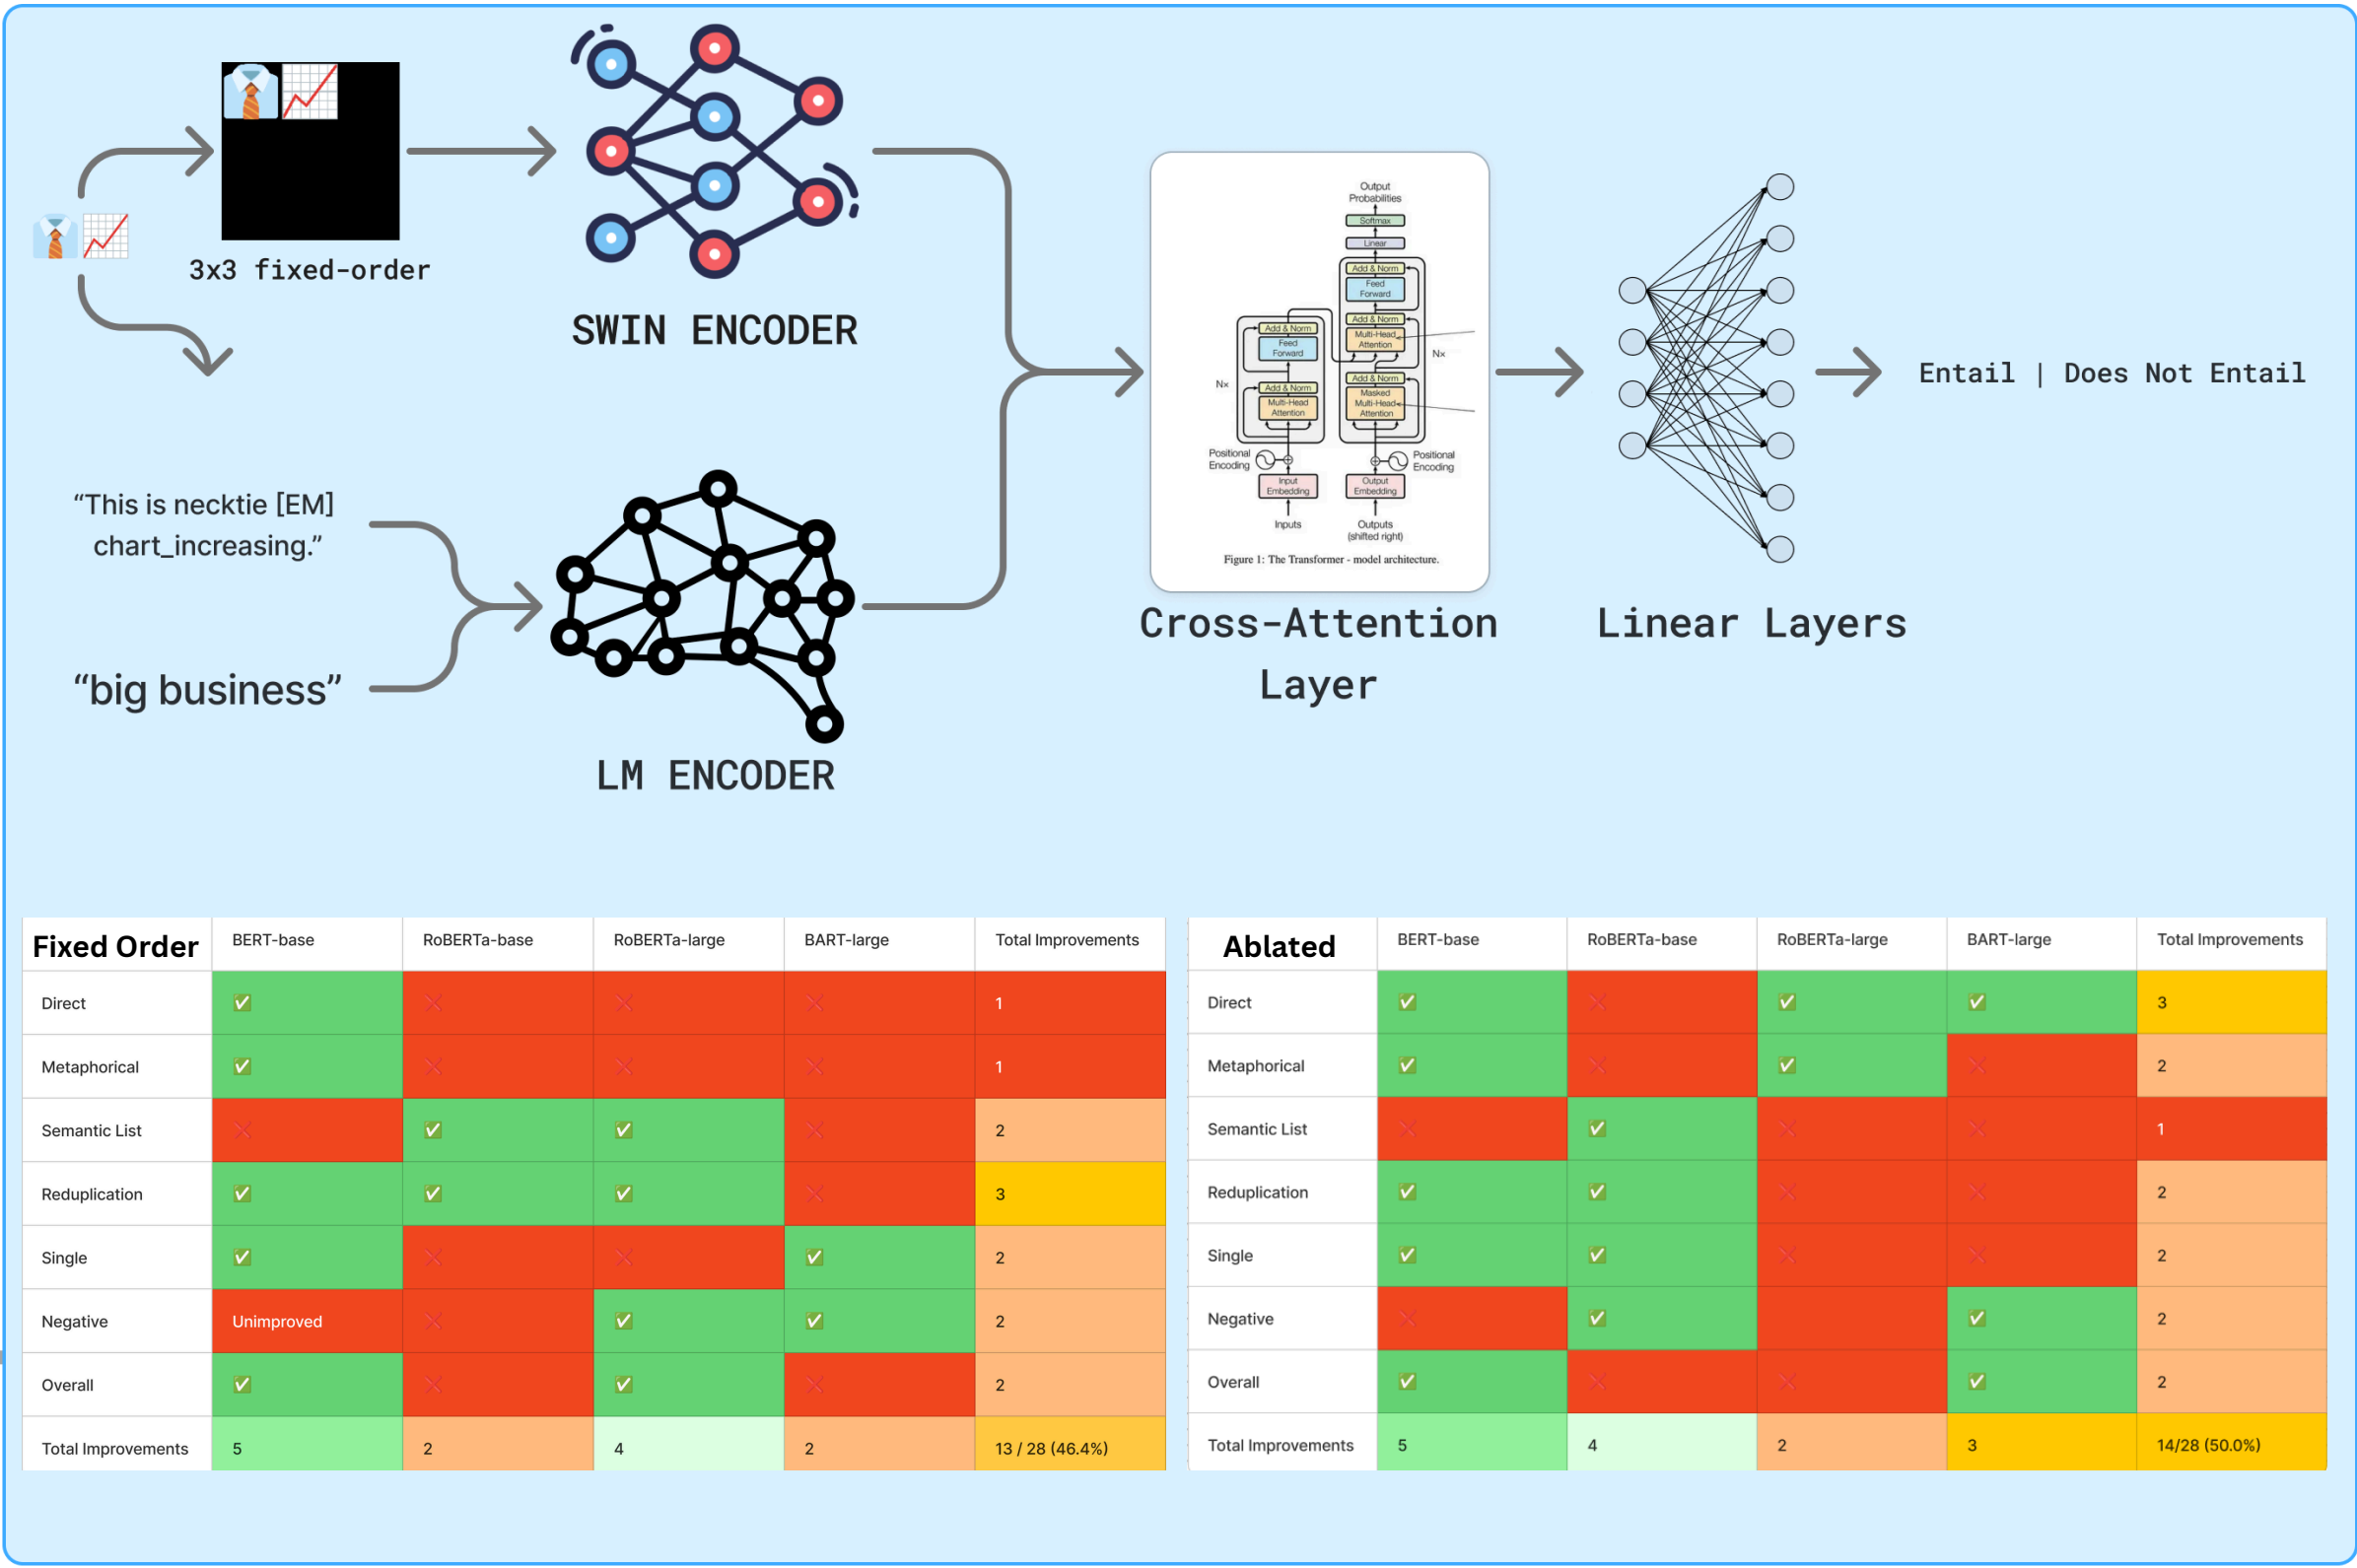 3x3 fixed-order
SWIN ENCODER
“This is necktie [EM]
chart_increasing.”
“big business”
LM ENCODER
Output
Probabilities
Softmax
Linear
Add & Norm
Feed
Forward
Add & Norm
Multi-Head
Attention
Nx
Add & Norm
Masked
Multi-Head
Attention
Add & Norm
Feed
Forward
Nx
Add & Norm
Multi-Head
Attention
Positional
Encoding
Positional
Encoding
Input
Embedding
Output
Embedding
Inputs
Outputs
(shifted right)
Figure 1: The Transformer - model architecture.
Cross-Attention
Layer
Linear Layers
Entail | Does Not Entail
Fixed Order BERT-base RoBERTa-base RoBERTa-large BART-large Total Improvements
Direct ✅ ❌ ❌ ❌ 1
Metaphorical ✅ ❌ ❌ ❌ 1
Semantic List ❌ ✅ ✅ ❌ 2
Reduplication ✅ ✅ ✅ ❌ 3
Single ✅ ❌ ❌ ✅ 2
Negative Unimproved ❌ ✅ ✅ 2
Overall ✅ ❌ ✅ ❌ 2
Total Improvements 5 2 4 2 13 / 28 (46.4%)
Ablated BERT-base RoBERTa-base RoBERTa-large BART-large Total Improvements
Direct ✅ ❌ ✅ ✅ 3
Metaphorical ✅ ❌ ✅ ❌ 2
Semantic List ❌ ✅ ❌ ❌ 1
Reduplication ✅ ✅ ❌ ❌ 2
Single ✅ ✅ ❌ ❌ 2
Negative ❌ ✅ ✅ 2
Overall ✅ ❌ ❌ ✅ 2
Total Improvements 5 4 2 3 14/28 (50.0%)